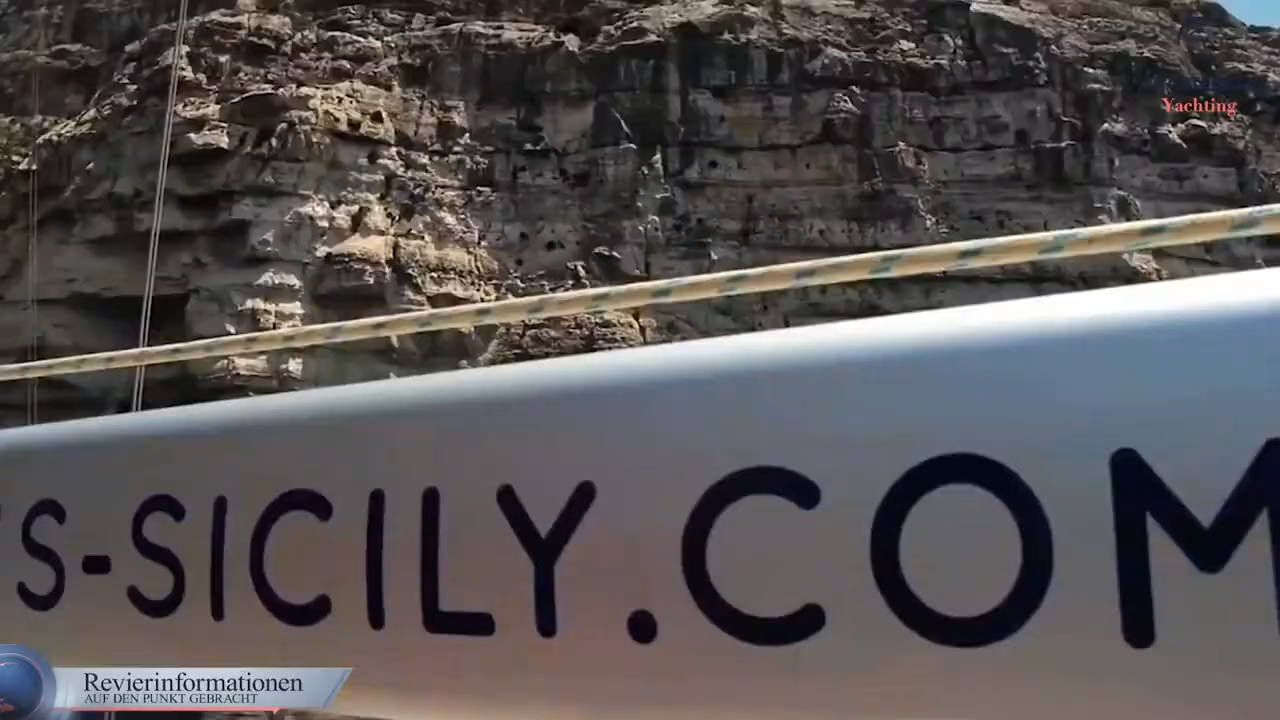 Yachting
S-SICILY.COM
Revierinformationen
AUF DEN PUNKT GEBRACHT